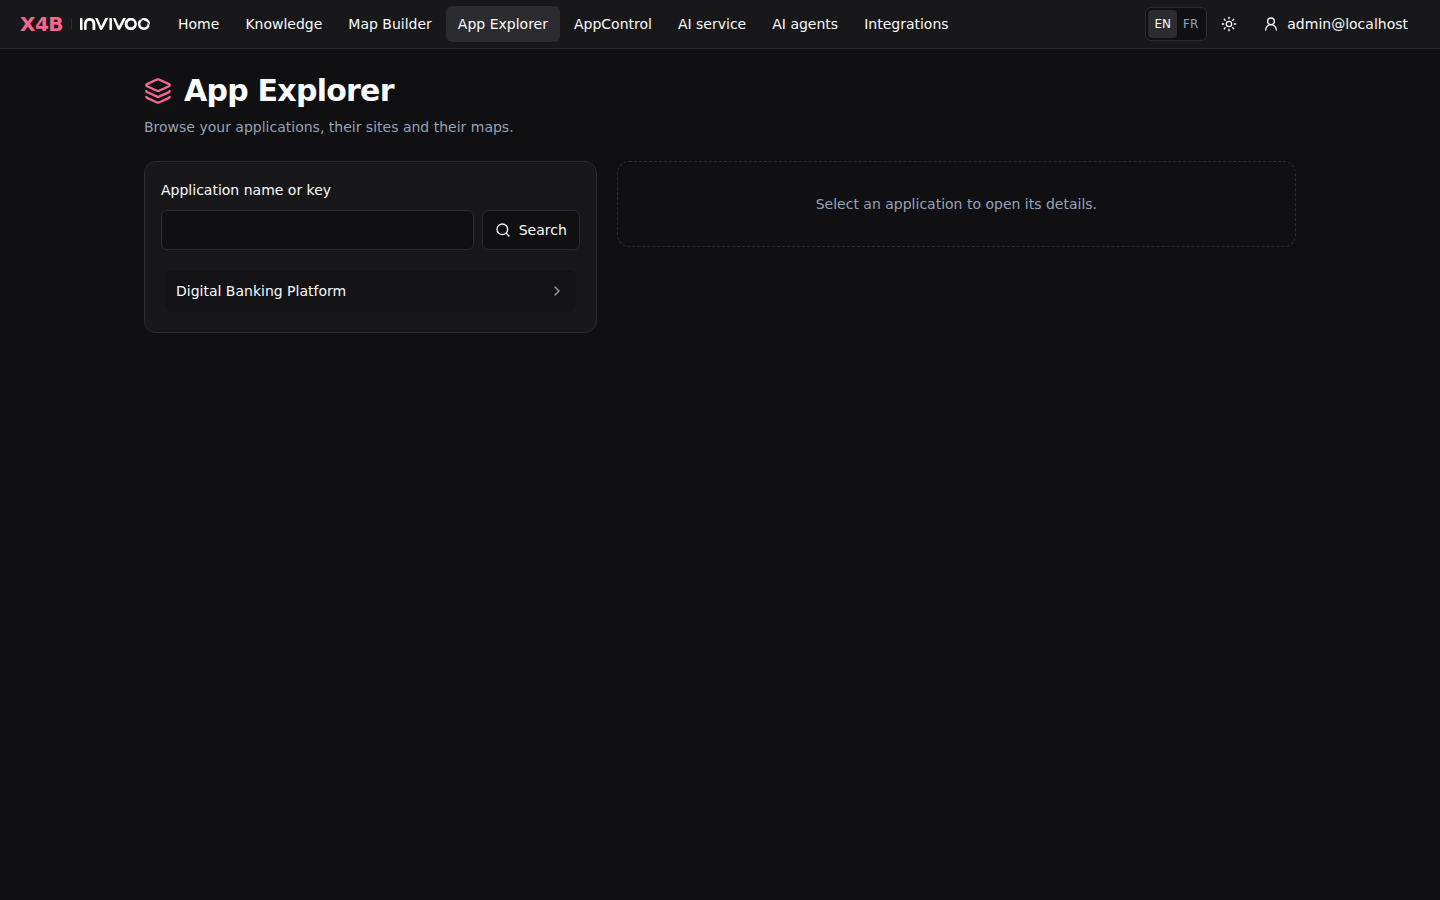 X4B INVIVOO Home Knowledge Map Builder App Explorer AppControl AI service AI agents Integrations EN FR admin@localhost
App Explorer
Browse your applications, their sites and their maps.
Application name or key
Search
Digital Banking Platform
Select an application to open its details.